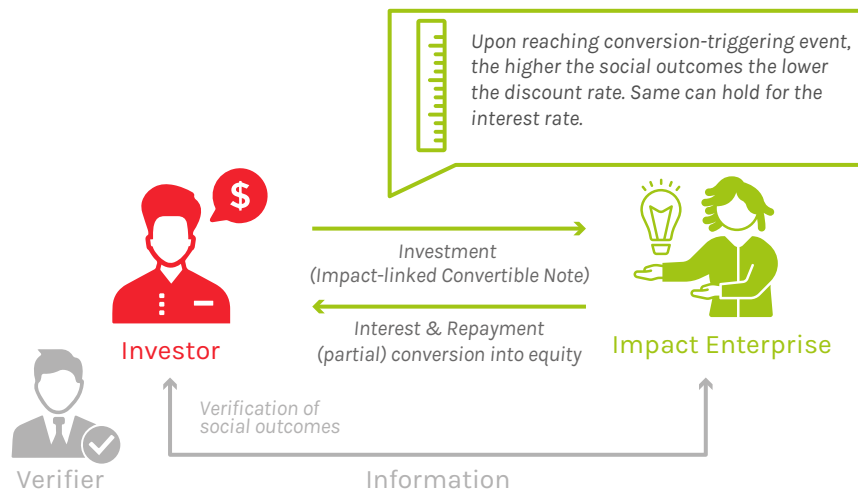 Upon reaching conversion-triggering event,
the higher the social outcomes the lower
the discount rate. Same can hold for the
interest rate.
$
Investment
(Impact-linked Convertible Note)
Interest & Repayment
(partial) conversion into equity
Investor
Impact Enterprise
Verification of
social outcomes
Verifier
Information